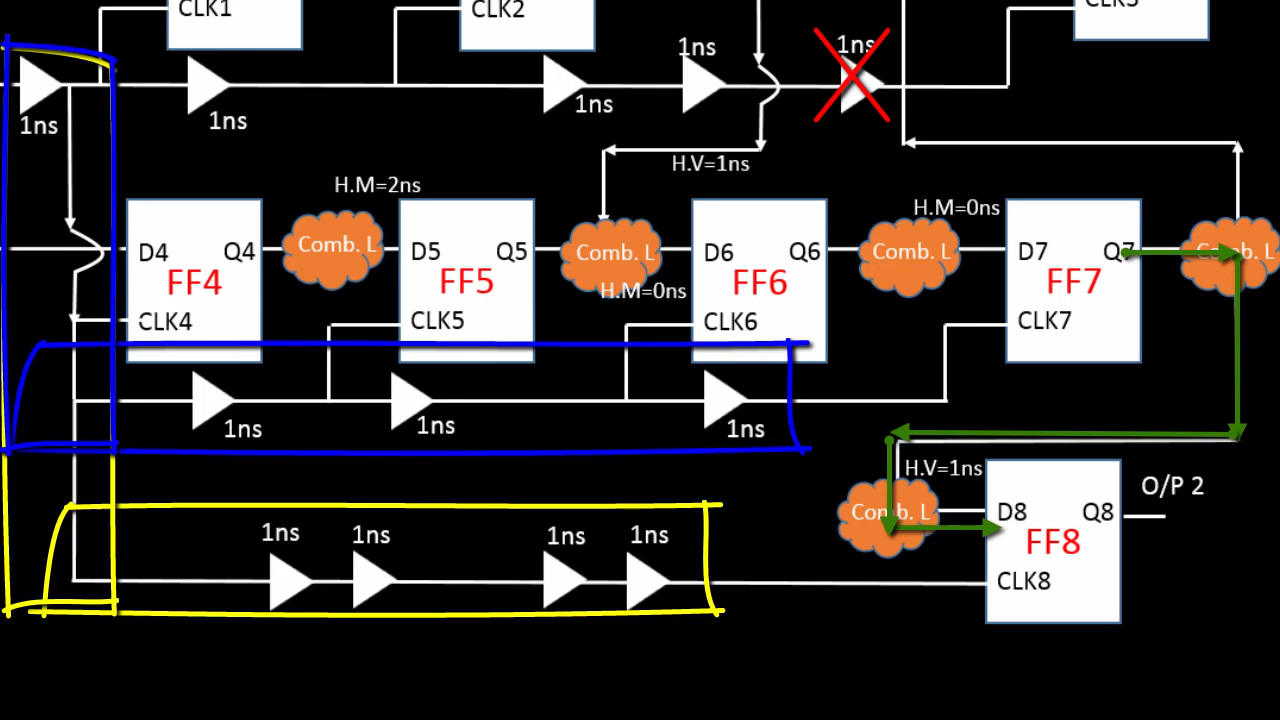 CLK1
CLK2
1ns
1ns
1ns
1ns
1ns
H.V=1ns
H.M=2ns
H.M=0ns
D4 Q4
FF4
CLK4
Comb. L
D5 Q5
FF5
CLK5
Comb. L
H.M=0ns
D6 Q6
FF6
CLK6
Comb. L
D7 Q7
FF7
CLK7
Comb. L
1ns
1ns
1ns
H.V=1ns
Comb. L
D8 Q8
FF8
CLK8
O/P 2
1ns
1ns
1ns
1ns